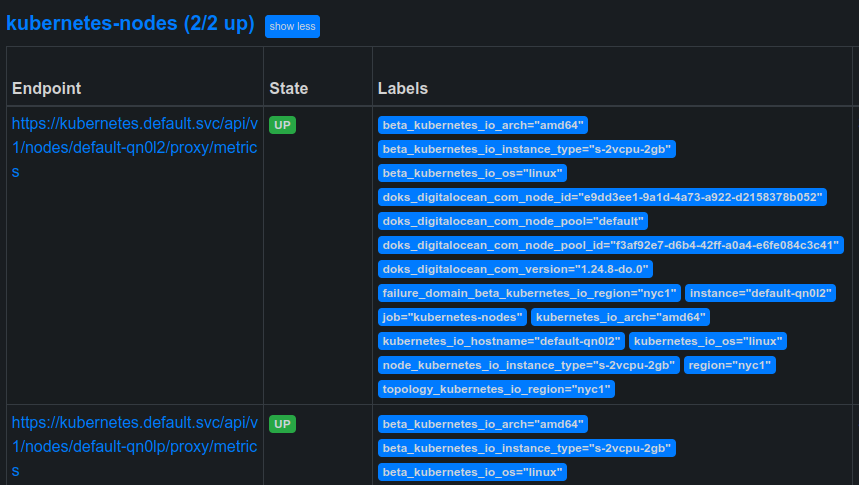 kubernetes-nodes (2/2 up) show less
Endpoint State Labels
https://kubernetes.default.svc/api/v
1/nodes/default-qn0l2/proxy/metric
s
UP
beta_kubernetes_io_arch="amd64"
beta_kubernetes_io_instance_type="s-2vcpu-2gb"
beta_kubernetes_io_os="linux"
doks_digitalocean_com_node_id="e9dd3ee1-9a1d-4a73-a922-d2158378b052"
doks_digitalocean_com_node_pool="default"
doks_digitalocean_com_node_pool_id="f3af92e7-d6b4-42ff-a0a4-e6fe084c3c41"
doks_digitalocean_com_version="1.24.8-do.0"
failure_domain_beta_kubernetes_io_region="nyc1" instance="default-qn0l2"
job="kubernetes-nodes" kubernetes_io_arch="amd64"
kubernetes_io_hostname="default-qn0l2" kubernetes_io_os="linux"
node_kubernetes_io_instance_type="s-2vcpu-2gb" region="nyc1"
topology_kubernetes_io_region="nyc1"
https://kubernetes.default.svc/api/v
1/nodes/default-qn0lp/proxy/metric
s
UP
beta_kubernetes_io_arch="amd64"
beta_kubernetes_io_instance_type="s-2vcpu-2gb"
beta_kubernetes_io_os="linux"